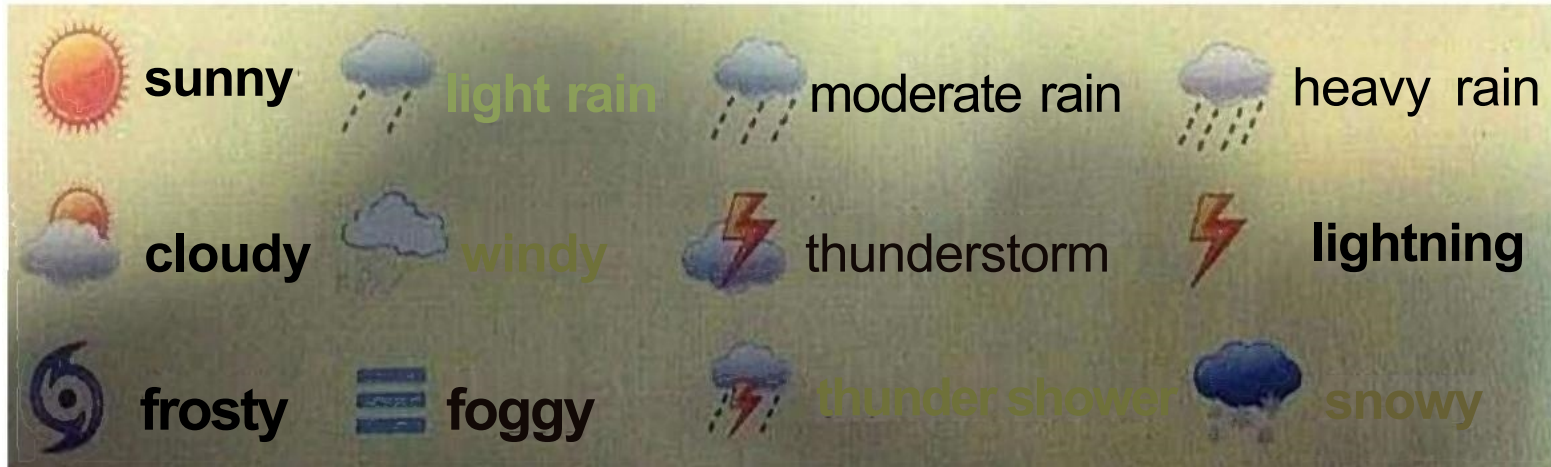 sunny light rain moderate rain heavy rain
cloudy windy thunderstorm lightning
frosty foggy thunder shower snowy